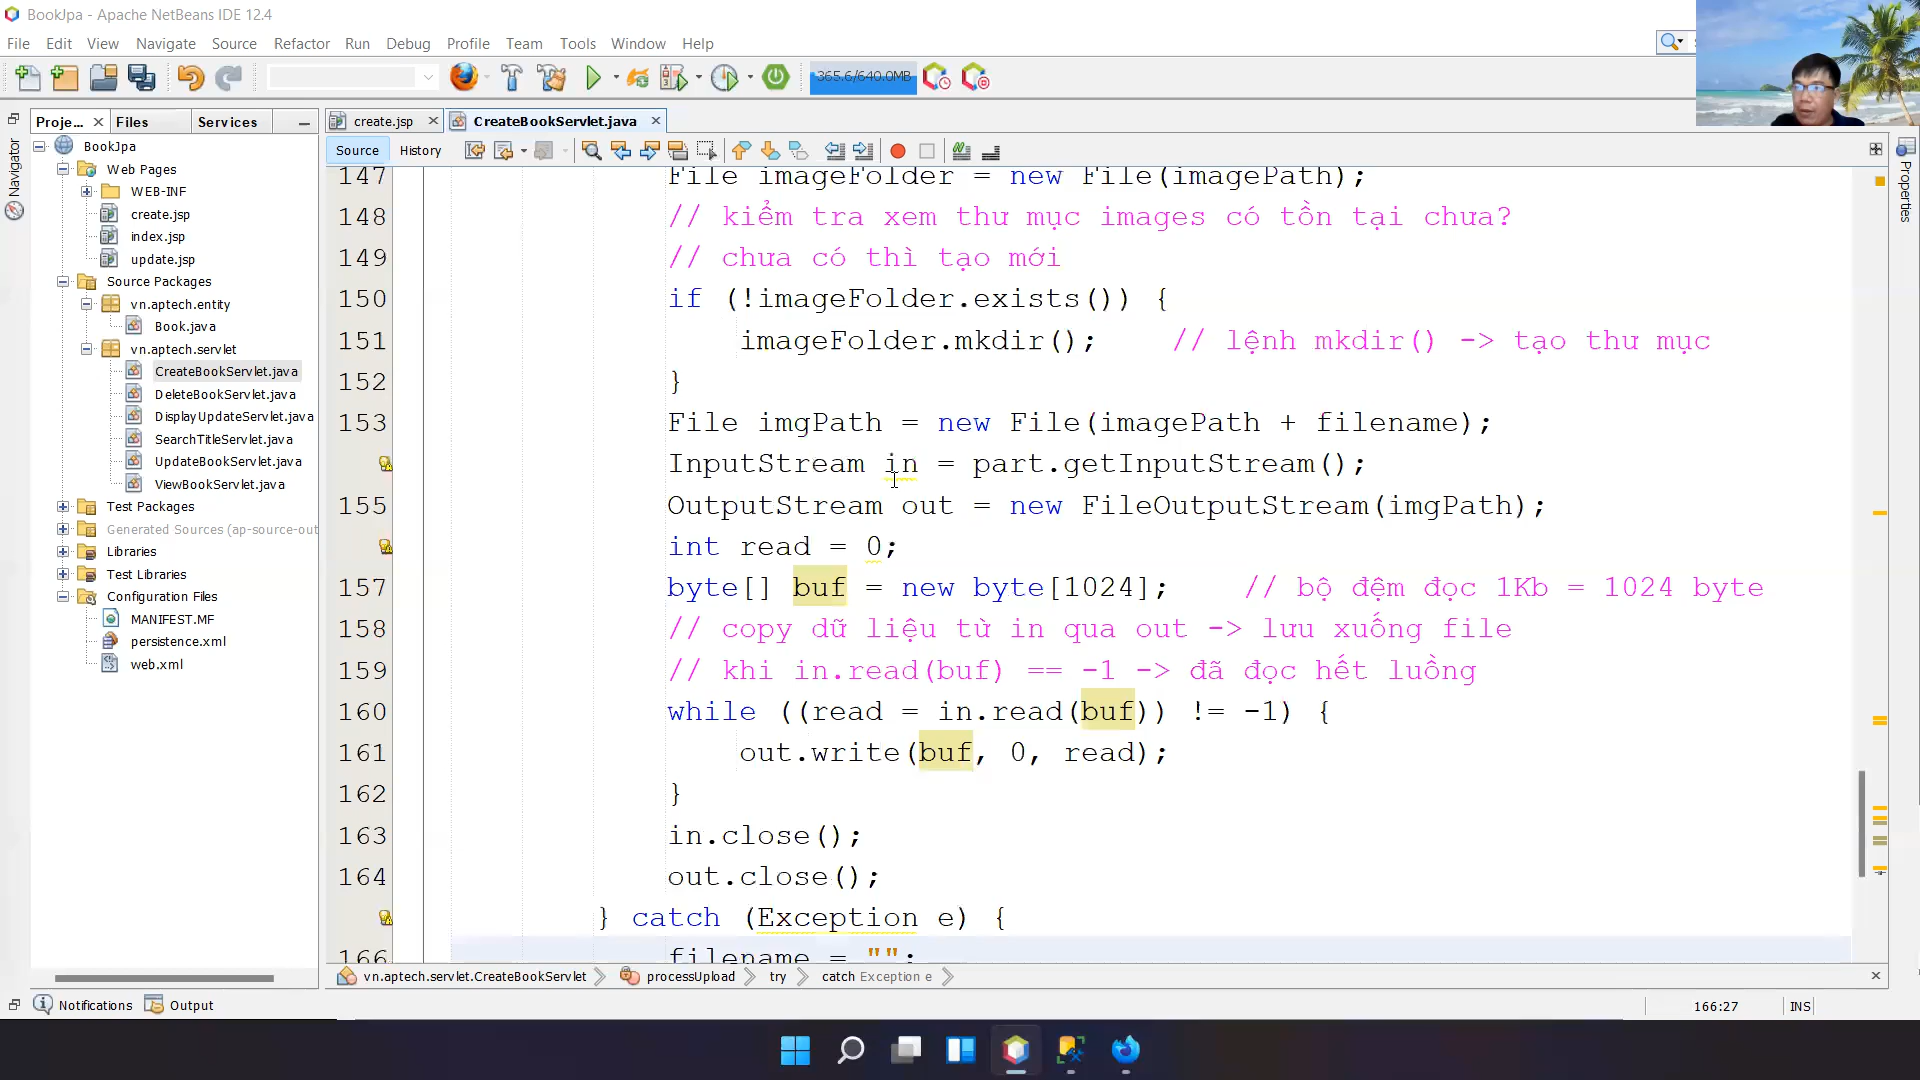 BookJpa - Apache NetBeans IDE 12.4
File Edit View Navigate Source Refactor Run Debug Profile Team Tools Window Help
365.6/640.0MB
Proje... Files Services
create.jsp CreateBookServlet.java
Source History
Navigator
Properties
BookJpa
Web Pages
WEB-INF
create.jsp
index.jsp
update.jsp
Source Packages
vn.aptech.entity
Book.java
vn.aptech.servlet
CreateBookServlet.java
DeleteBookServlet.java
DisplayUpdateServlet.java
SearchTitleServlet.java
UpdateBookServlet.java
ViewBookServlet.java
Test Packages
Generated Sources (ap-source-out
Libraries
Test Libraries
Configuration Files
MANIFEST.MF
persistence.xml
web.xml
147 File imageFolder = new File(imagePath);
148 // kiểm tra xem thư mục images có tồn tại chưa?
149 // chưa có thì tạo mới
150 if (!imageFolder.exists()) {
151 imageFolder.mkdir(); // lệnh mkdir() -> tạo thư mục
152 }
153 File imgPath = new File(imagePath + filename);
InputStream in = part.getInputStream();
155 OutputStream out = new FileOutputStream(imgPath);
int read = 0;
157 byte[] buf = new byte[1024]; // bộ đệm đọc 1Kb = 1024 byte
158 // copy dữ liệu từ in qua out -> lưu xuống file
159 // khi in.read(buf) == -1 -> đã đọc hết luồng
160 while ((read = in.read(buf)) != -1) {
161 out.write(buf, 0, read);
162 }
163 in.close();
164 out.close();
} catch (Exception e) {
166 filename = "";
vn.aptech.servlet.CreateBookServlet processUpload try catch Exception e
Notifications Output
166:27 INS